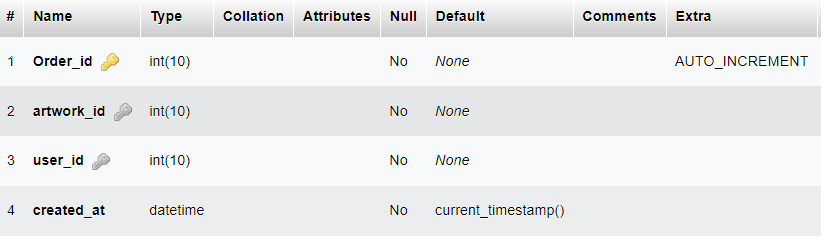 # Name Type Collation Attributes Null Default Comments Extra
1 Order_id int(10) No None AUTO_INCREMENT
2 artwork_id int(10) No None
3 user_id int(10) No None
4 created_at datetime No current_timestamp()